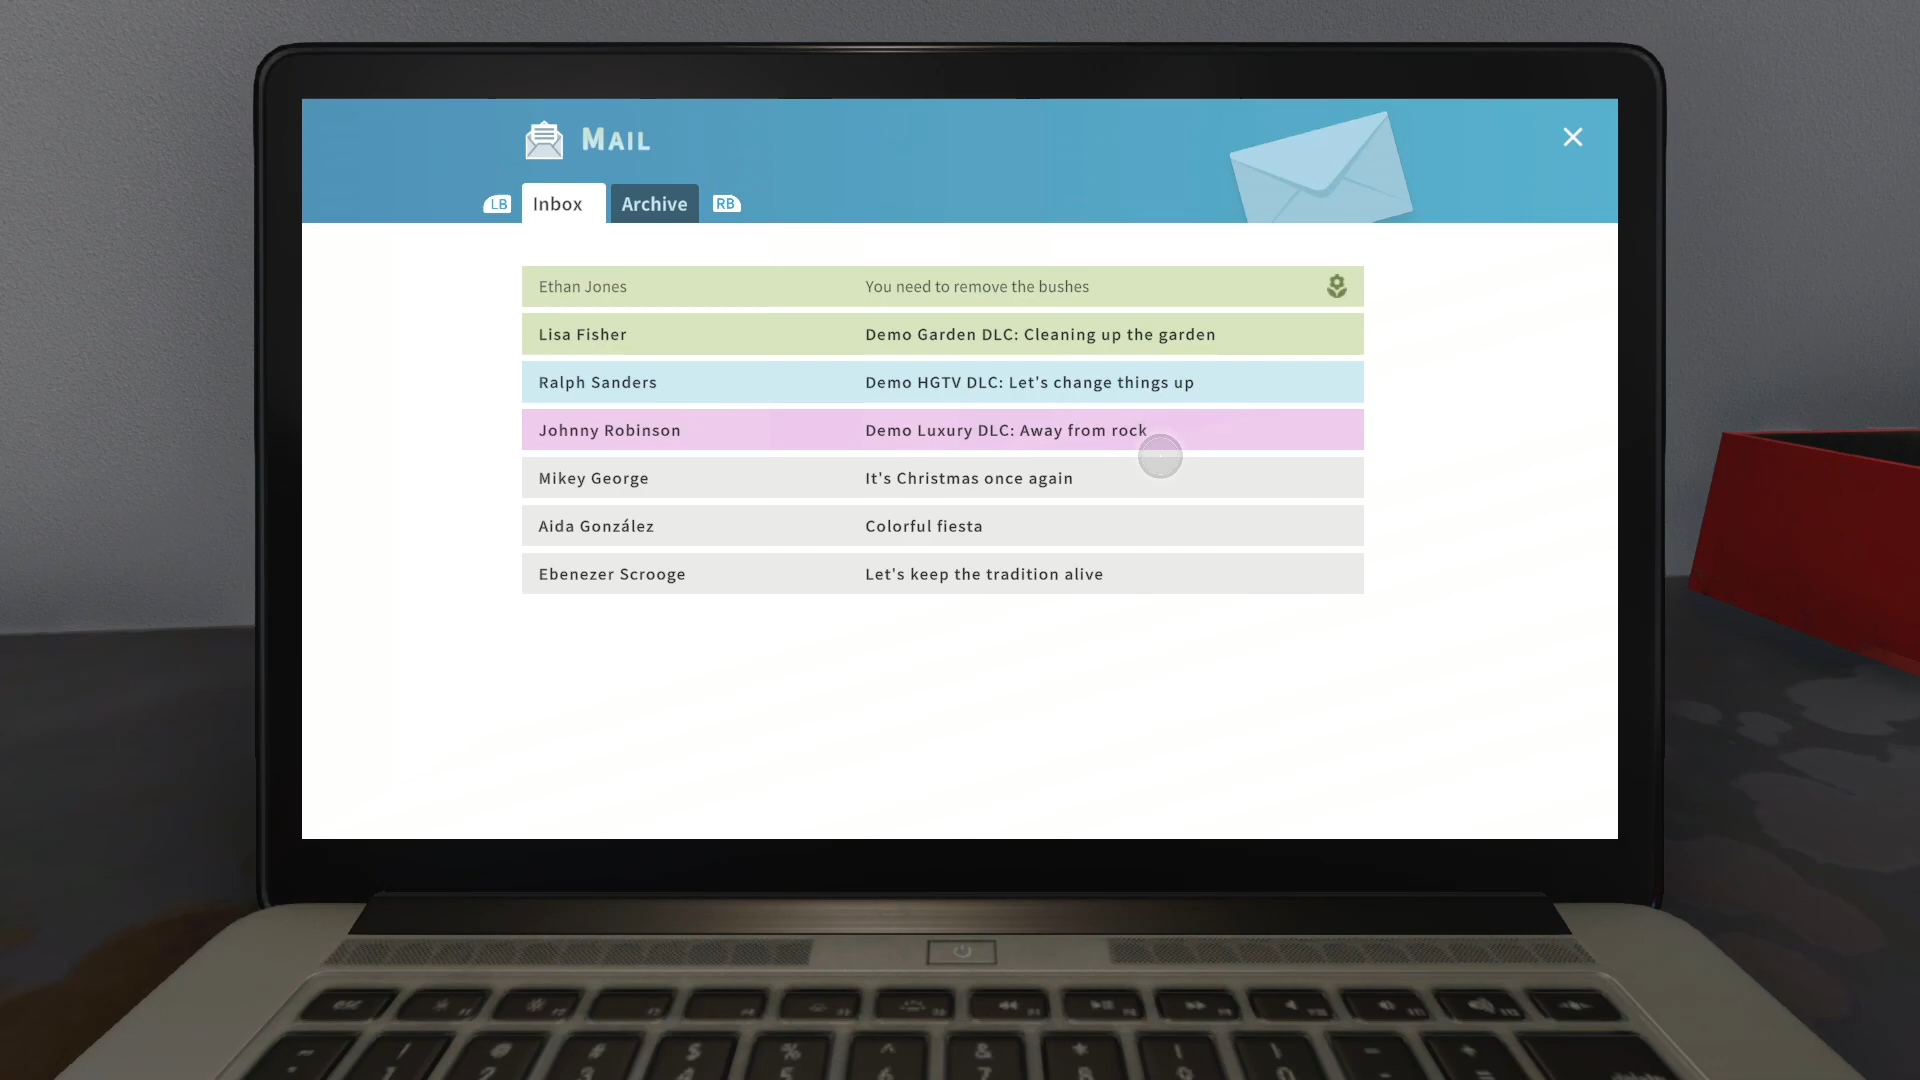 MAIL
LB Inbox Archive RB
Ethan Jones You need to remove the bushes
Lisa Fisher Demo Garden DLC: Cleaning up the garden
Ralph Sanders Demo HGTV DLC: Let's change things up
Johnny Robinson Demo Luxury DLC: Away from rock
Mikey George It's Christmas once again
Aida González Colorful fiesta
Ebenezer Scrooge Let's keep the tradition alive
esc